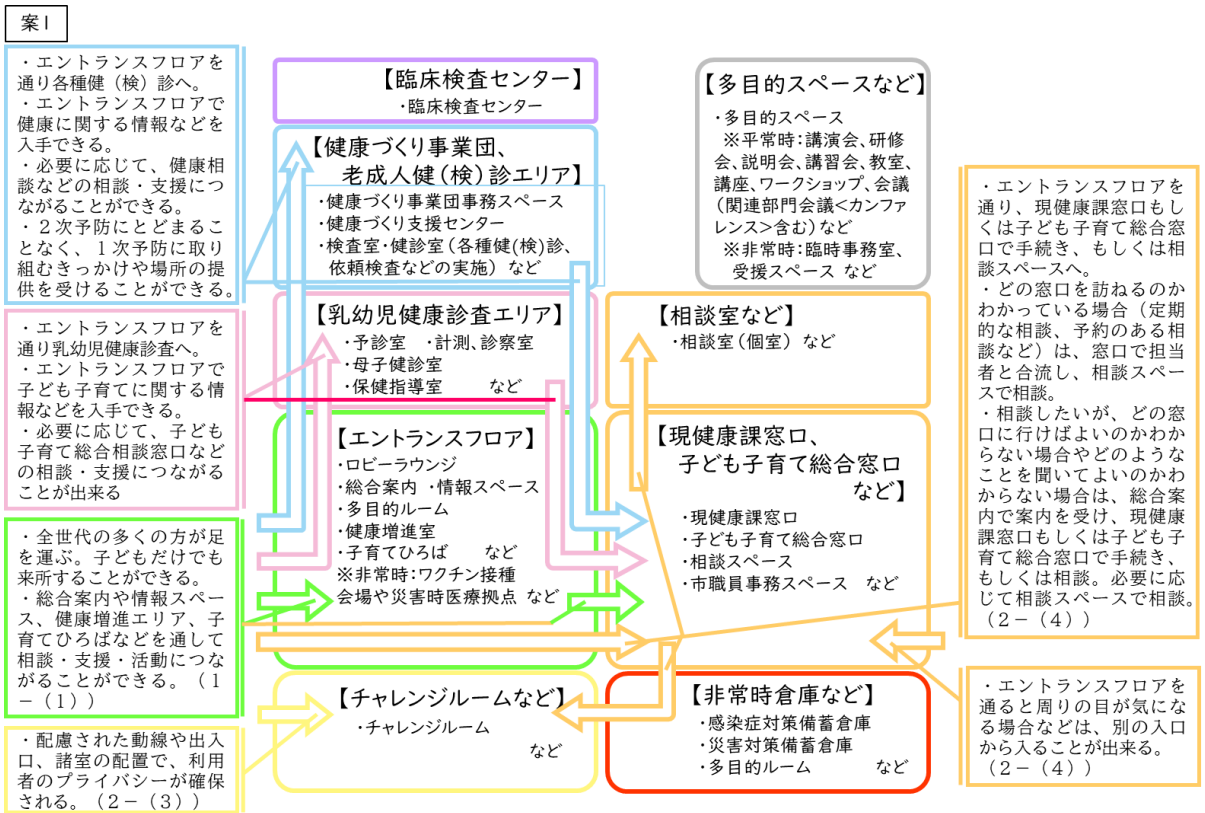 案1
・エントランスフロアを
通り各種健（検）診へ。
・エントランスフロアで
健康に関する情報などを
入手できる。
・必要に応じて、健康相
談などの相談・支援につ
ながることができる。
・２次予防にとどまるこ
となく、１次予防に取り
組むきっかけや場所の提
供を受けることができる。
・エントランスフロアを
通り乳幼児健康診査へ。
・エントランスフロアで
子ども子育てに関する情
報などを入手できる。
・必要に応じて、子ども
子育て総合相談窓口など
の相談・支援につながる
ことが出来る
・全世代の多くの方が足
を運ぶ。子どもだけでも
来所することができる。
・総合案内や情報スペー
ス、健康増進エリア、子
育てひろばなどを通して
相談・支援・活動につな
がることができる。（１
－（１））
・配慮された動線や出入
口、諸室の配置で、利用
者のプライバシーが確保
される。（２－（３））
【臨床検査センター】
・臨床検査センター
【健康づくり事業団、
老成人健（検）診エリア】
・健康づくり事業団事務スペース
・健康づくり支援センター
・検査室・健診室（各種健(検)診、
依頼検査などの実施） など
【乳幼児健康診査エリア】
・予診室 ・計測、診察室
・母子健診室
・保健指導室 など
【エントランスフロア】
・ロビーラウンジ
・総合案内 ・情報スペース
・多目的ルーム
・健康増進室
・子育てひろば など
※非常時：ワクチン接種
会場や災害時医療拠点 など
【チャレンジルームなど】
・チャレンジルーム
など
【多目的スペースなど】
・多目的スペース
※平常時：講演会、研修
会、説明会、講習会、教室、
講座、ワークショップ、会議
（関連部門会議<カンファ
レンス>含む）など
※非常時：臨時事務室、
受援スペース など
【相談室など】
・相談室（個室） など
【現健康課窓口、
子ども子育て総合窓口
など】
・現健康課窓口
・子ども子育て総合窓口
・相談スペース
・市職員事務スペース など
【非常時倉庫など】
・感染症対策備蓄倉庫
・災害対策備蓄倉庫
・多目的ルーム など
・エントランスフロアを
通り、現健康課窓口もし
くは子ども子育て総合窓
口で手続き、もしくは相
談スペースへ。
・どの窓口を訪ねるのか
わかっている場合（定期
的な相談、予約のある相
談など）は、窓口で担当
者と合流し、相談スペー
スで相談。
・相談したいが、どの窓
口に行けばよいのかわか
らない場合やどのような
ことを聞いてよいのかわ
からない場合は、総合案
内で案内を受け、現健康
課窓口もしくは子ども子
育て総合窓口で手続き、
もしくは相談。必要に応
じて相談スペースで相談。
（２－（４））
・エントランスフロアを
通ると周りの目が気にな
る場合などは、別の入口
から入ることが出来る。
（２－（４））